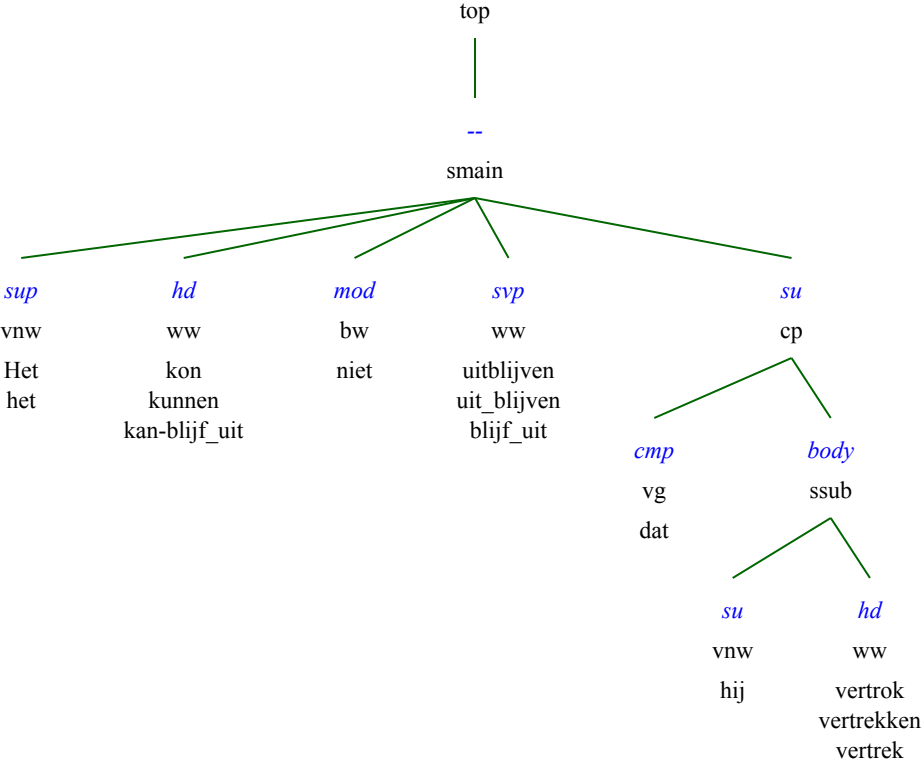 top
--
smain
sup hd mod svp su
vnw ww bw ww cp
Het kon niet uitblijven
het kunnen uit_blijven
kan-blijf_uit blijf_uit
cmp body
vg ssub
dat
su hd
vnw ww
hij vertrok
vertrekken
vertrek